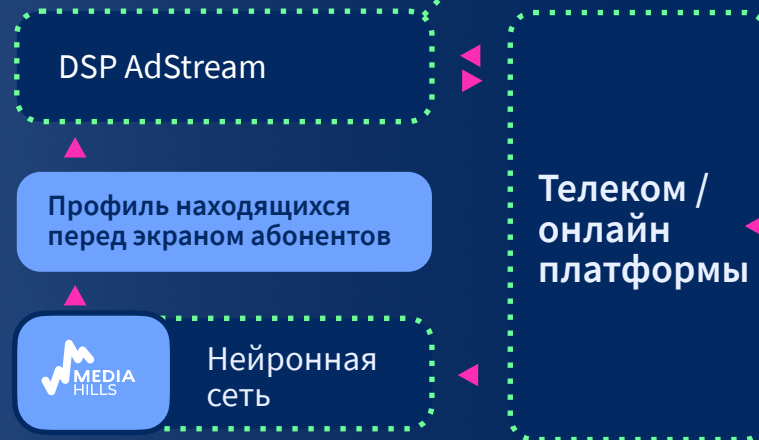 DSP AdStream
Профиль находящихся
перед экраном абонентов
Телеком /
онлайн
платформы
MEDIA
HILLS
Нейронная
сеть